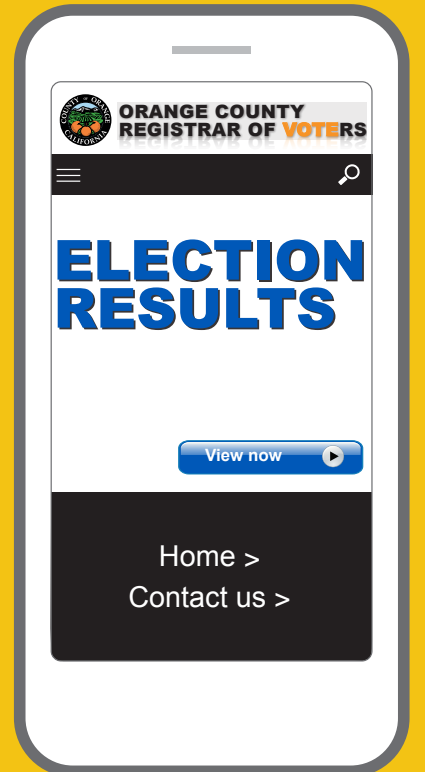 COUNTY OF ORANGE
CALIFORNIA
ORANGE COUNTY
REGISTRAR OF VOTERS
ELECTION
RESULTS
View now
Home >
Contact us >